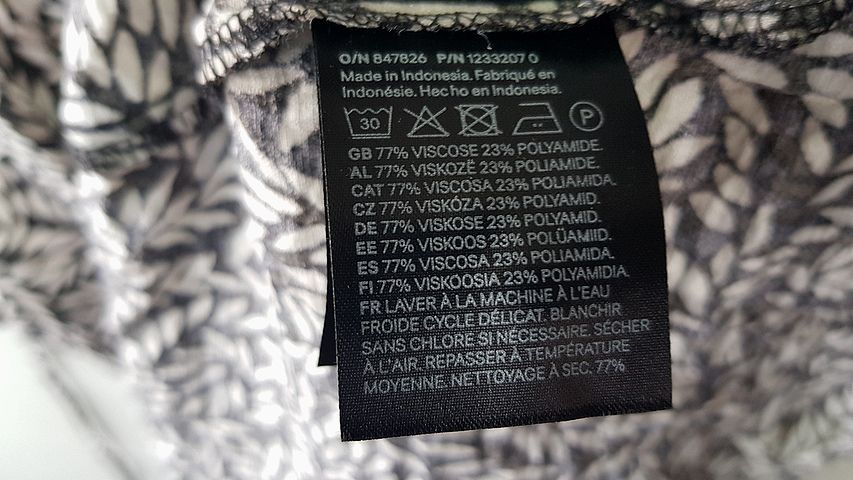 O/N 847826 P/N 1233207 0
Made in Indonesia. Fabriqué en
Indonésie. Hecho en Indonesia.
30 P
GB 77% VISCOSE 23% POLYAMIDE.
AL 77% VISKOZË 23% POLIAMIDE.
CAT 77% VISCOSA 23% POLIAMIDA.
CZ 77% VISKÓZA 23% POLYAMID.
DE 77% VISKOSE 23% POLYAMID.
EE 77% VISKOOS 23% POLÜAMIID.
ES 77% VISCOSA 23% POLIAMIDA.
FI 77% VISKOOSIA 23% POLYAMIDIA.
FR LAVER À LA MACHINE À L'EAU
FROIDE CYCLE DÉLICAT. BLANCHIR
SANS CHLORE SI NÉCESSAIRE. SÉCHER
À L'AIR. REPASSER À TEMPÉRATURE
MOYENNE. NETTOYAGE À SEC. 77%